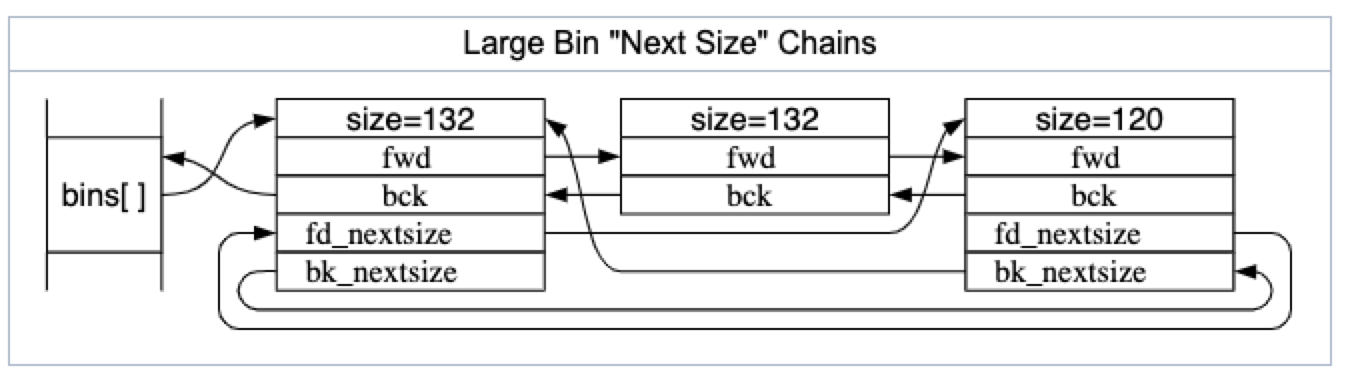 Large Bin "Next Size" Chains
bins[ ]
size=132
fwd
bck
fd_nextsize
bk_nextsize
size=132
fwd
bck
size=120
fwd
bck
fd_nextsize
bk_nextsize